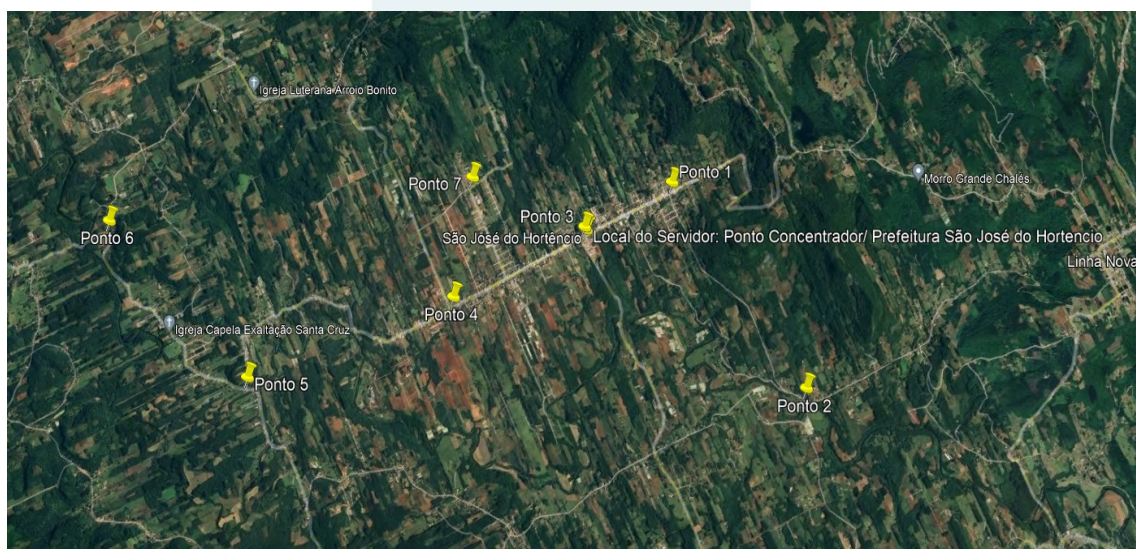 Igreja Luterana Arroio Bonito
Ponto 7
Ponto 1
Morro Grande Chalés
Ponto 3
Ponto 6
São José do Hortêncio
Local do Servidor: Ponto Concentrador/ Prefeitura São José do Hortencio
Linha Nova
Ponto 4
Igreja Capela Exaltação Santa Cruz
Ponto 5
Ponto 2